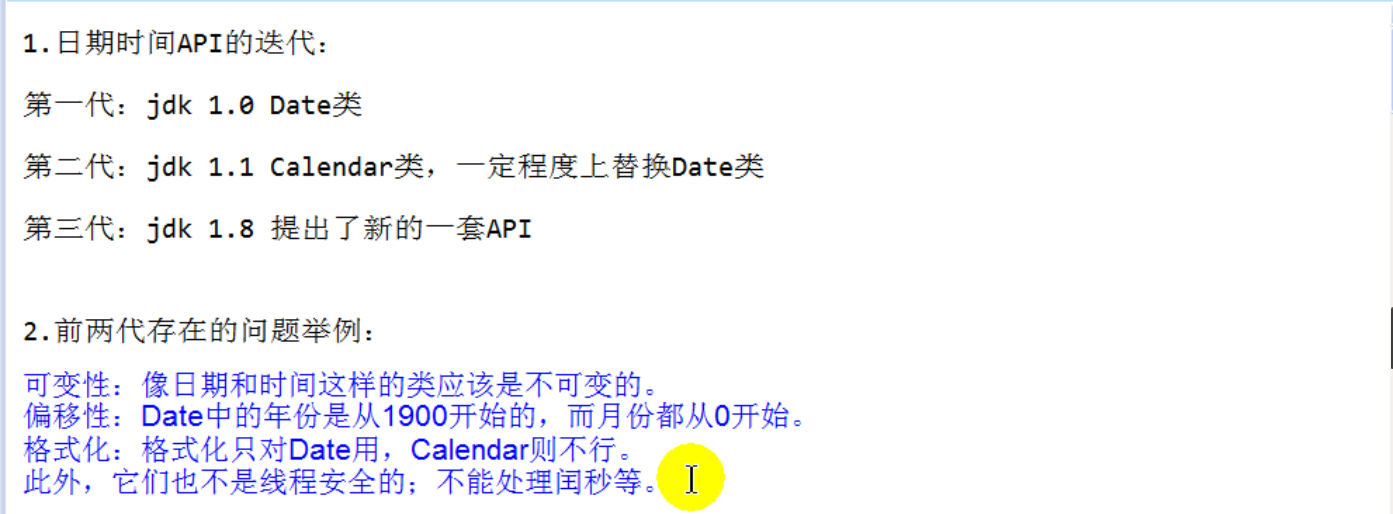 1.日期时间API的迭代：
第一代：jdk 1.0 Date类
第二代：jdk 1.1 Calendar类，一定程度上替换Date类
第三代：jdk 1.8 提出了新的一套API
2.前两代存在的问题举例：
可变性：像日期和时间这样的类应该是不可变的。
偏移性：Date中的年份是从1900开始的，而月份都从0开始。
格式化：格式化只对Date用，Calendar则不行。
此外，它们也不是线程安全的；不能处理闰秒等。